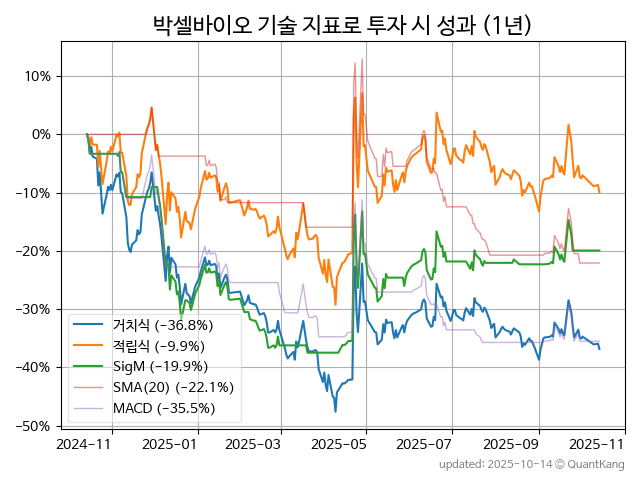 박셀바이오 기술 지표로 투자 시 성과 (1년)
10%
0%
−10%
−20%
−30%
−40%
−50%
거치식 (−36.8%)
적립식 (−9.9%)
SigM (−19.9%)
SMA(20) (−22.1%)
MACD (−35.5%)
2024-11 2025-01 2025-03 2025-05 2025-07 2025-09 2025-11
updated: 2025-10-14 © QuantKang